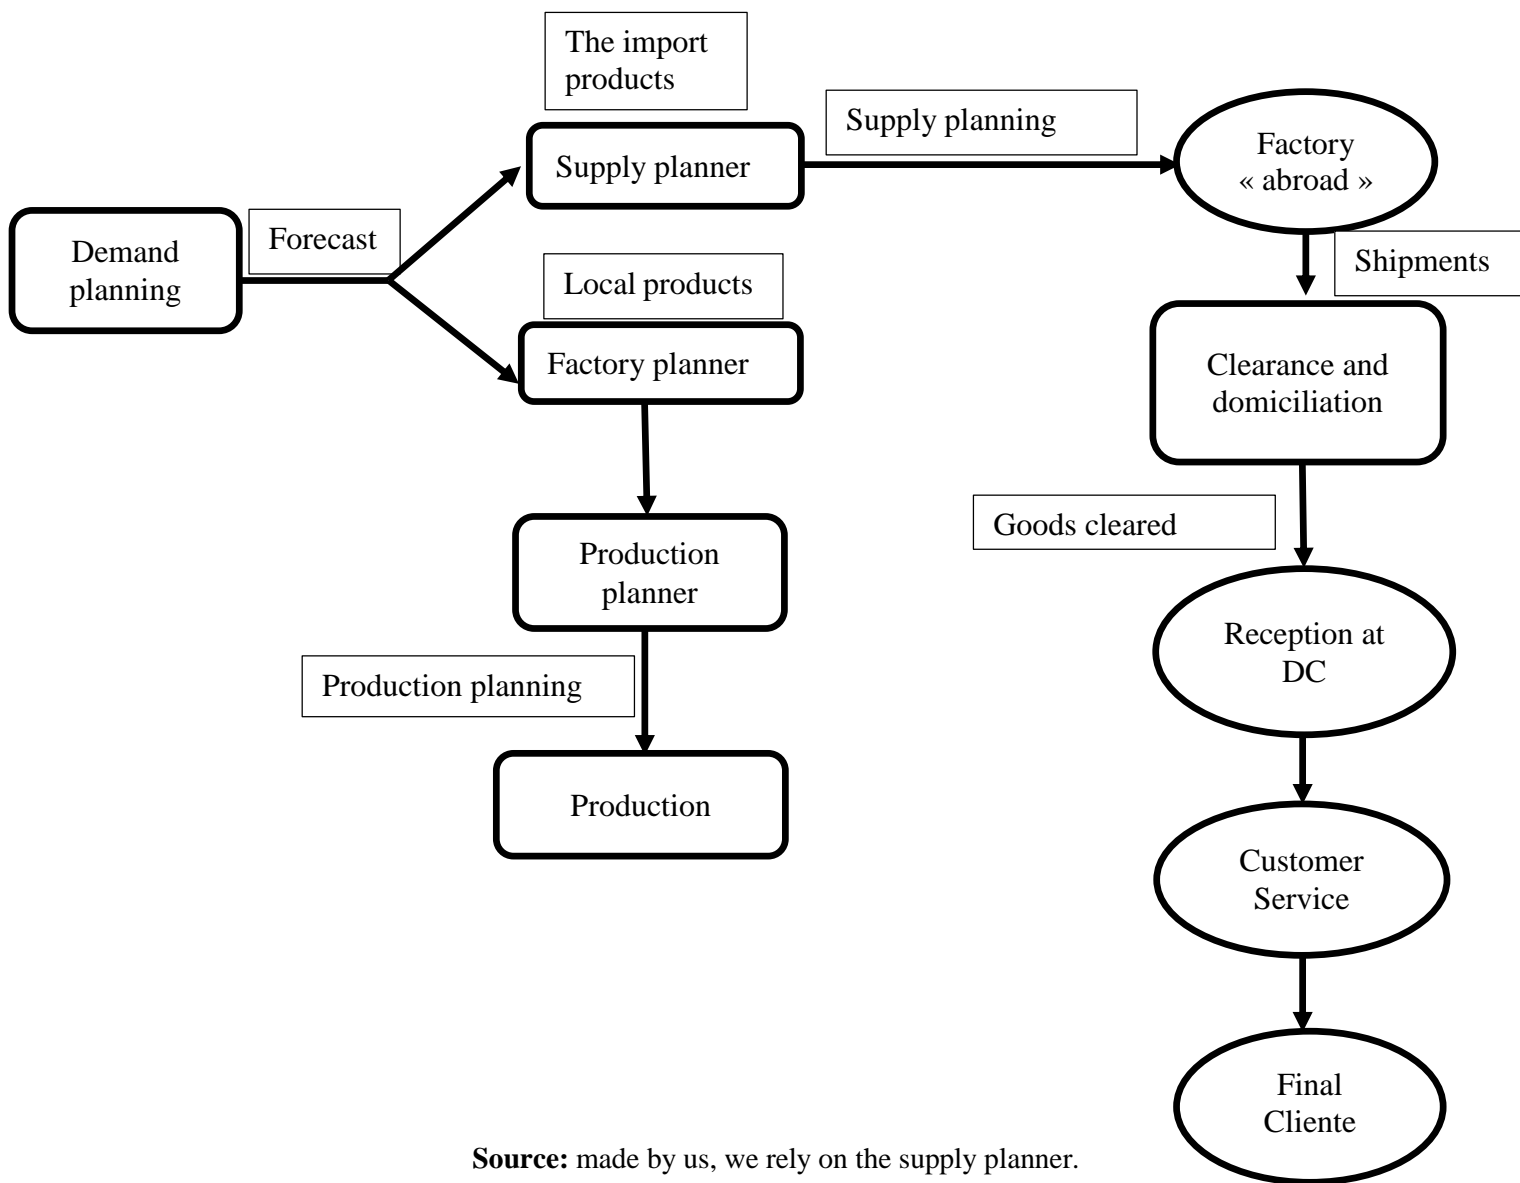 The import
products
Supply planning
Factory
« abroad »
Supply planner
Demand
planning
Forecast
Shipments
Local products
Factory planner
Clearance and
domiciliation
Goods cleared
Production
planner
Reception at
DC
Production planning
Production
Customer
Service
Final
Cliente
Source: made by us, we rely on the supply planner.